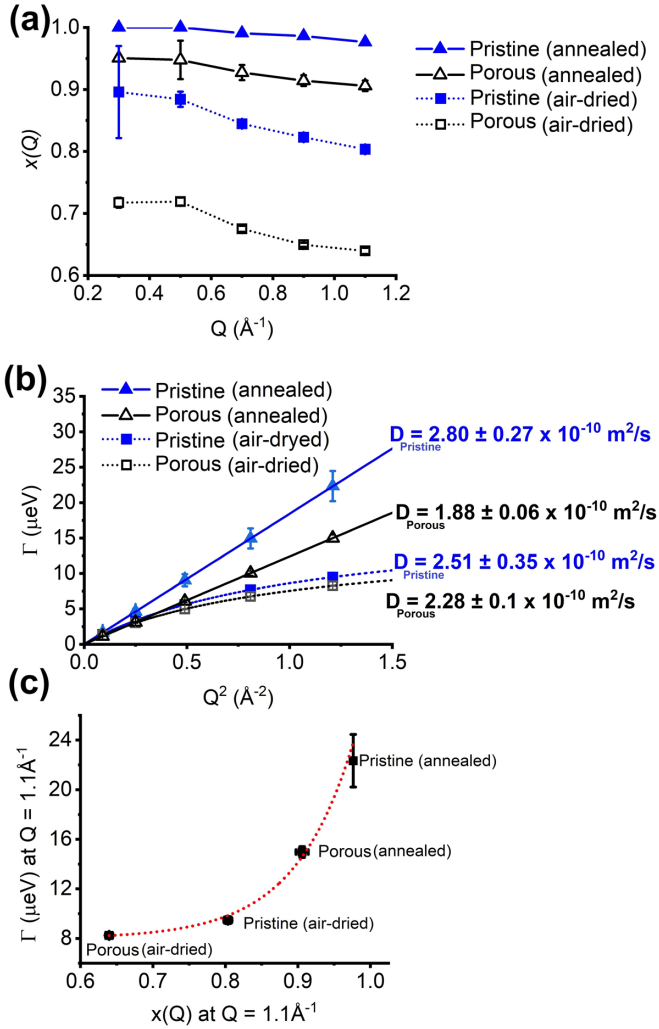 (a)
1.0
0.9
0.8
0.7
0.6
x(Q)
0.2 0.4 0.6 0.8 1.0 1.2
Q (Å-1)
Pristine (annealed)
Porous (annealed)
Pristine (air-dried)
Porous (air-dried)
(b)
35
30
25
20
15
10
5
0
Γ (μeV)
Pristine (annealed)
Porous (annealed)
Pristine (air-dryed)
Porous (air-dried)
0.0 0.5 1.0 1.5
Q2 (Å-2)
D Pristine = 2.80 ± 0.27 x 10-10 m2/s
D Porous = 1.88 ± 0.06 x 10-10 m2/s
D Pristine = 2.51 ± 0.35 x 10-10 m2/s
D Porous = 2.28 ± 0.1 x 10-10 m2/s
(c)
24
20
16
12
8
Γ (μeV) at Q = 1.1Å-1
Pristine (annealed)
Porous (annealed)
Pristine (air-dried)
Porous (air-dried)
0.6 0.7 0.8 0.9 1.0
x(Q) at Q = 1.1Å-1